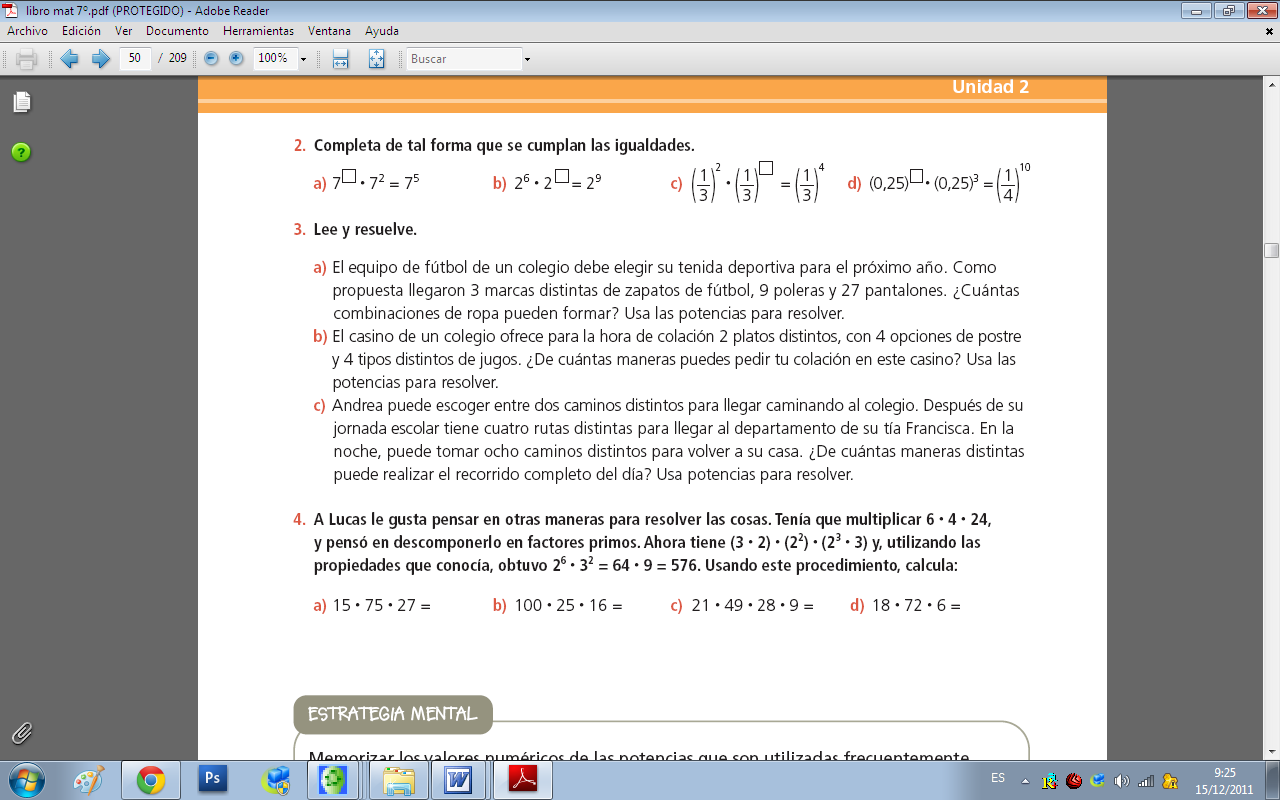 libro mat 7º.pdf (PROTEGIDO) - Adobe Reader
Archivo Edición Ver Documento Herramientas Ventana Ayuda
50 / 209 100% Buscar
Unidad 2
2. Completa de tal forma que se cumplan las igualdades.
a) 7^□ • 7² = 7⁵ b) 2⁶ • 2^□ = 2⁹ c) (1/3)² • (1/3)^□ = (1/3)⁴ d) (0,25)^□ • (0,25)³ = (1/4)¹⁰
3. Lee y resuelve.
a) El equipo de fútbol de un colegio debe elegir su tenida deportiva para el próximo año. Como
propuesta llegaron 3 marcas distintas de zapatos de fútbol, 9 poleras y 27 pantalones. ¿Cuántas
combinaciones de ropa pueden formar? Usa las potencias para resolver.
b) El casino de un colegio ofrece para la hora de colación 2 platos distintos, con 4 opciones de postre
y 4 tipos distintos de jugos. ¿De cuántas maneras puedes pedir tu colación en este casino? Usa las
potencias para resolver.
c) Andrea puede escoger entre dos caminos distintos para llegar caminando al colegio. Después de su
jornada escolar tiene cuatro rutas distintas para llegar al departamento de su tía Francisca. En la
noche, puede tomar ocho caminos distintos para volver a su casa. ¿De cuántas maneras distintas
puede realizar el recorrido completo del día? Usa potencias para resolver.
4. A Lucas le gusta pensar en otras maneras para resolver las cosas. Tenía que multiplicar 6 • 4 • 24,
y pensó en descomponerlo en factores primos. Ahora tiene (3 • 2) • (2²) • (2³ • 3) y, utilizando las
propiedades que conocía, obtuvo 2⁶ • 3² = 64 • 9 = 576. Usando este procedimiento, calcula:
a) 15 • 75 • 27 = b) 100 • 25 • 16 = c) 21 • 49 • 28 • 9 = d) 18 • 72 • 6 =
ESTRATEGIA MENTAL
Memorizar los valores numéricos de las potencias que son utilizadas frecuentemente
Ps W ES 9:25
15/12/2011